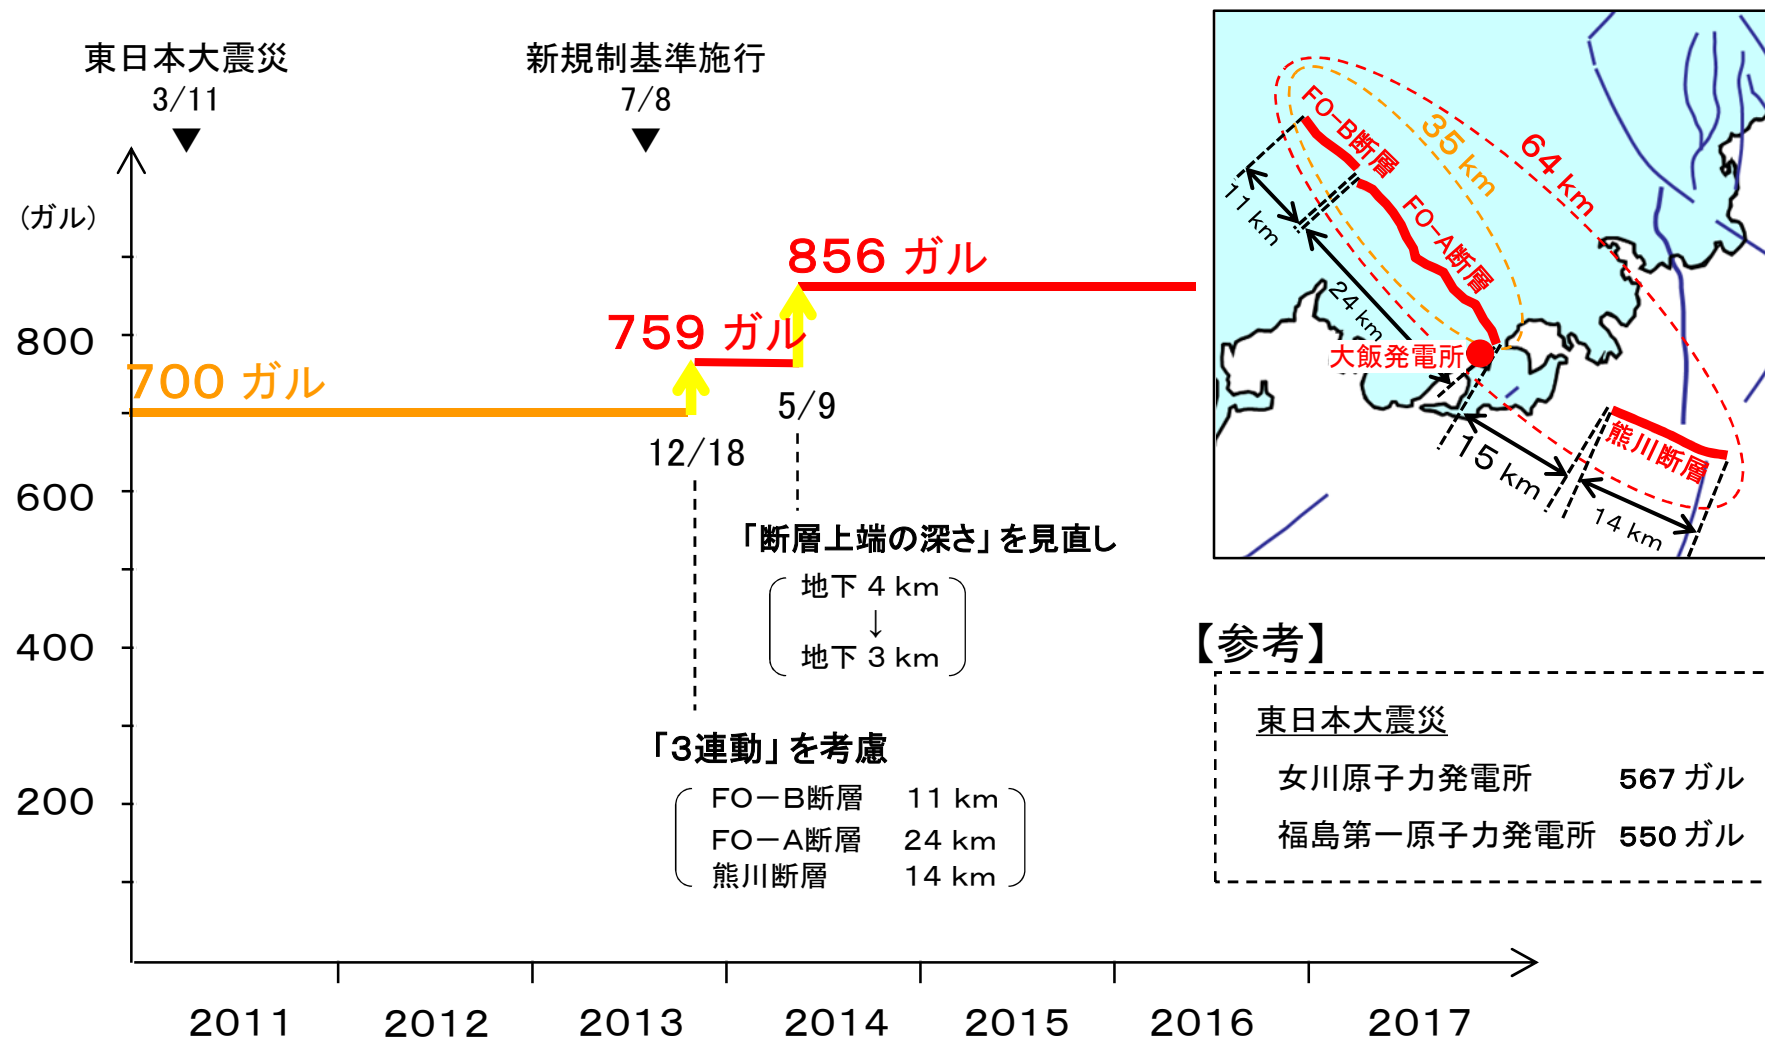 東日本大震災
3/11
新規制基準施行
7/8
(ガル)
800
600
400
200
700 ガル
759 ガル
856 ガル
12/18
5/9
「断層上端の深さ」を見直し
地下 4 km
↓
地下 3 km
「3連動」を考慮
FO-B断層 11 km
FO-A断層 24 km
熊川断層 14 km
2011 2012 2013 2014 2015 2016 2017
FO-B断層
35 km
64 km
11 km
FO-A断層
24 km
大飯発電所
15 km
熊川断層
14 km
【参考】
東日本大震災
女川原子力発電所 567 ガル
福島第一原子力発電所 550 ガル